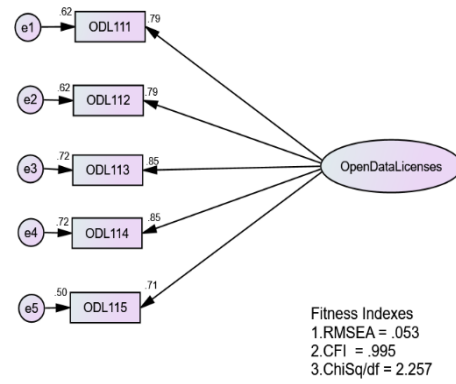 .62 .79
e1 ODL111
.62 .79
e2 ODL112
.72 .85
e3 ODL113
OpenDataLicenses
.72 .85
e4 ODL114
.50 .71
e5 ODL115
Fitness Indexes
1.RMSEA = .053
2.CFI = .995
3.ChiSq/df = 2.257